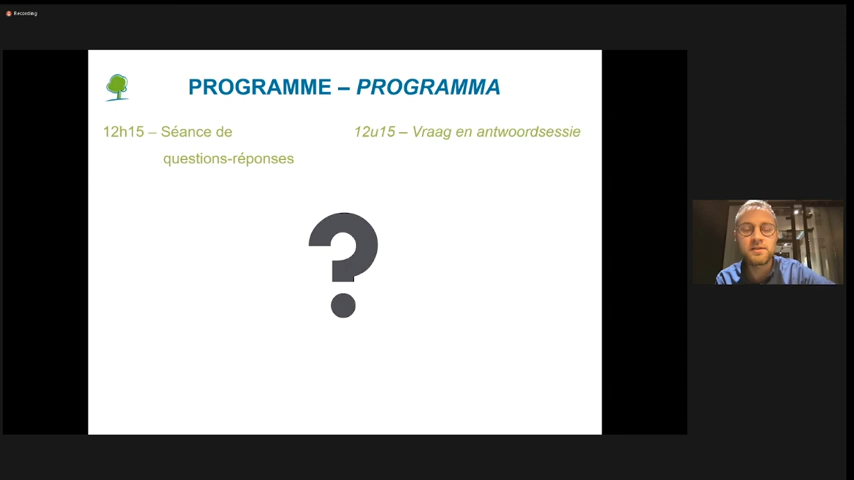 Recording
PROGRAMME – PROGRAMMA
12h15 – Séance de
questions-réponses
12u15 – Vraag en antwoordsessie
?